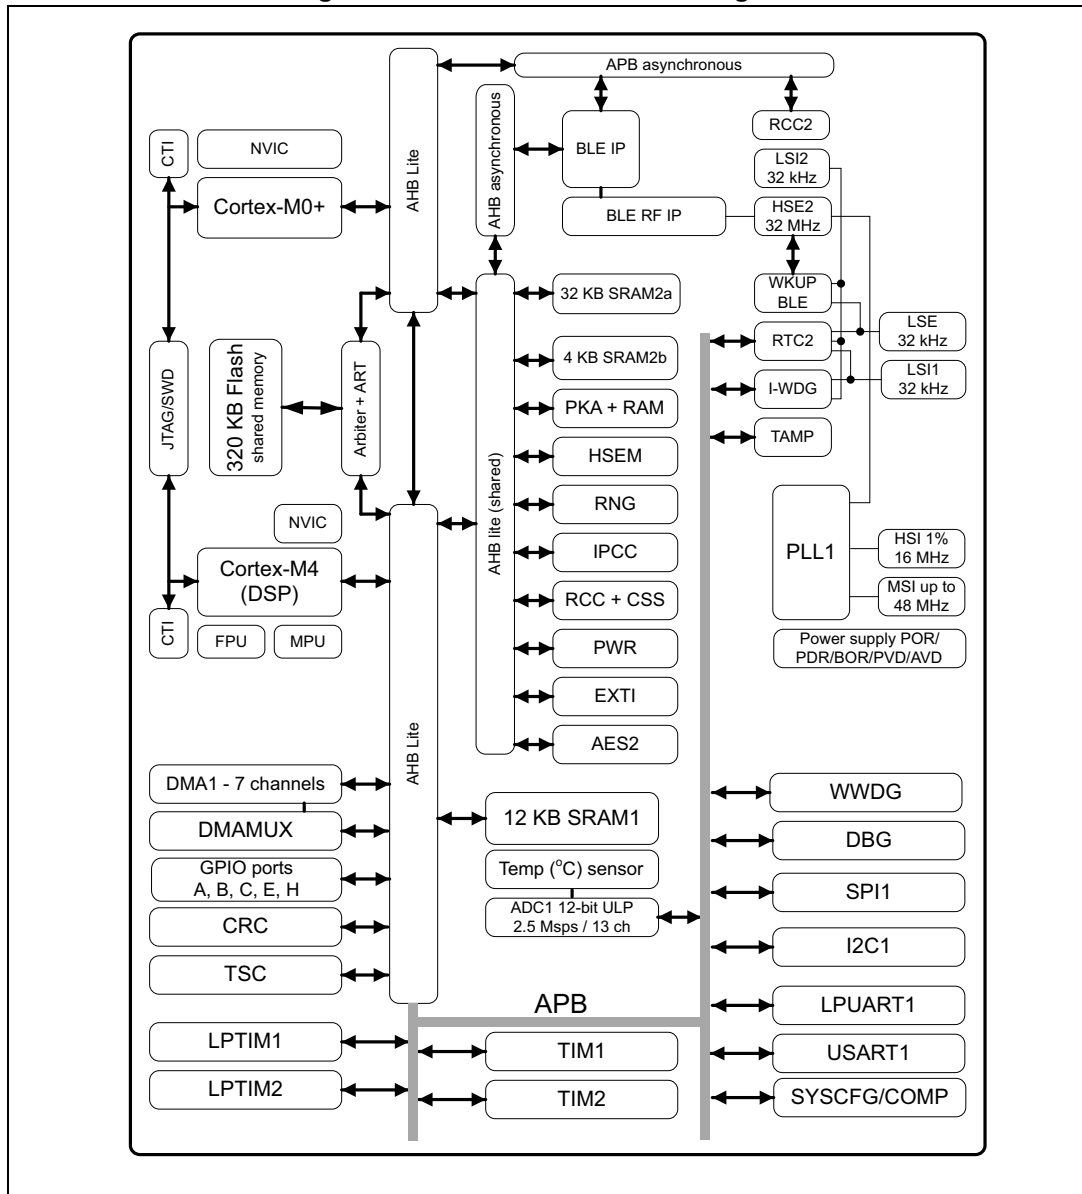 APB asynchronous
CTI
NVIC
Cortex-M0+
AHB Lite
AHB asynchronous
BLE IP
RCC2
LSI2
32 kHz
BLE RF IP
HSE2
32 MHz
WKUP
BLE
32 KB SRAM2a
4 KB SRAM2b
PKA + RAM
HSEM
RNG
IPCC
RCC + CSS
PWR
EXTI
AES2
AHB lite (shared)
RTC2
LSE
32 kHz
I-WDG
LSI1
32 kHz
TAMP
JTAG/SWD
320 KB Flash
shared memory
Arbiter + ART
NVIC
Cortex-M4
(DSP)
CTI
FPU
MPU
PLL1
HSI 1%
16 MHz
MSI up to
48 MHz
Power supply POR/
PDR/BOR/PVD/AVD
AHB Lite
DMA1 - 7 channels
DMAMUX
GPIO ports
A, B, C, E, H
CRC
TSC
LPTIM1
LPTIM2
12 KB SRAM1
Temp (°C) sensor
ADC1 12-bit ULP
2.5 Msps / 13 ch
APB
TIM1
TIM2
WWDG
DBG
SPI1
I2C1
LPUART1
USART1
SYSCFG/COMP